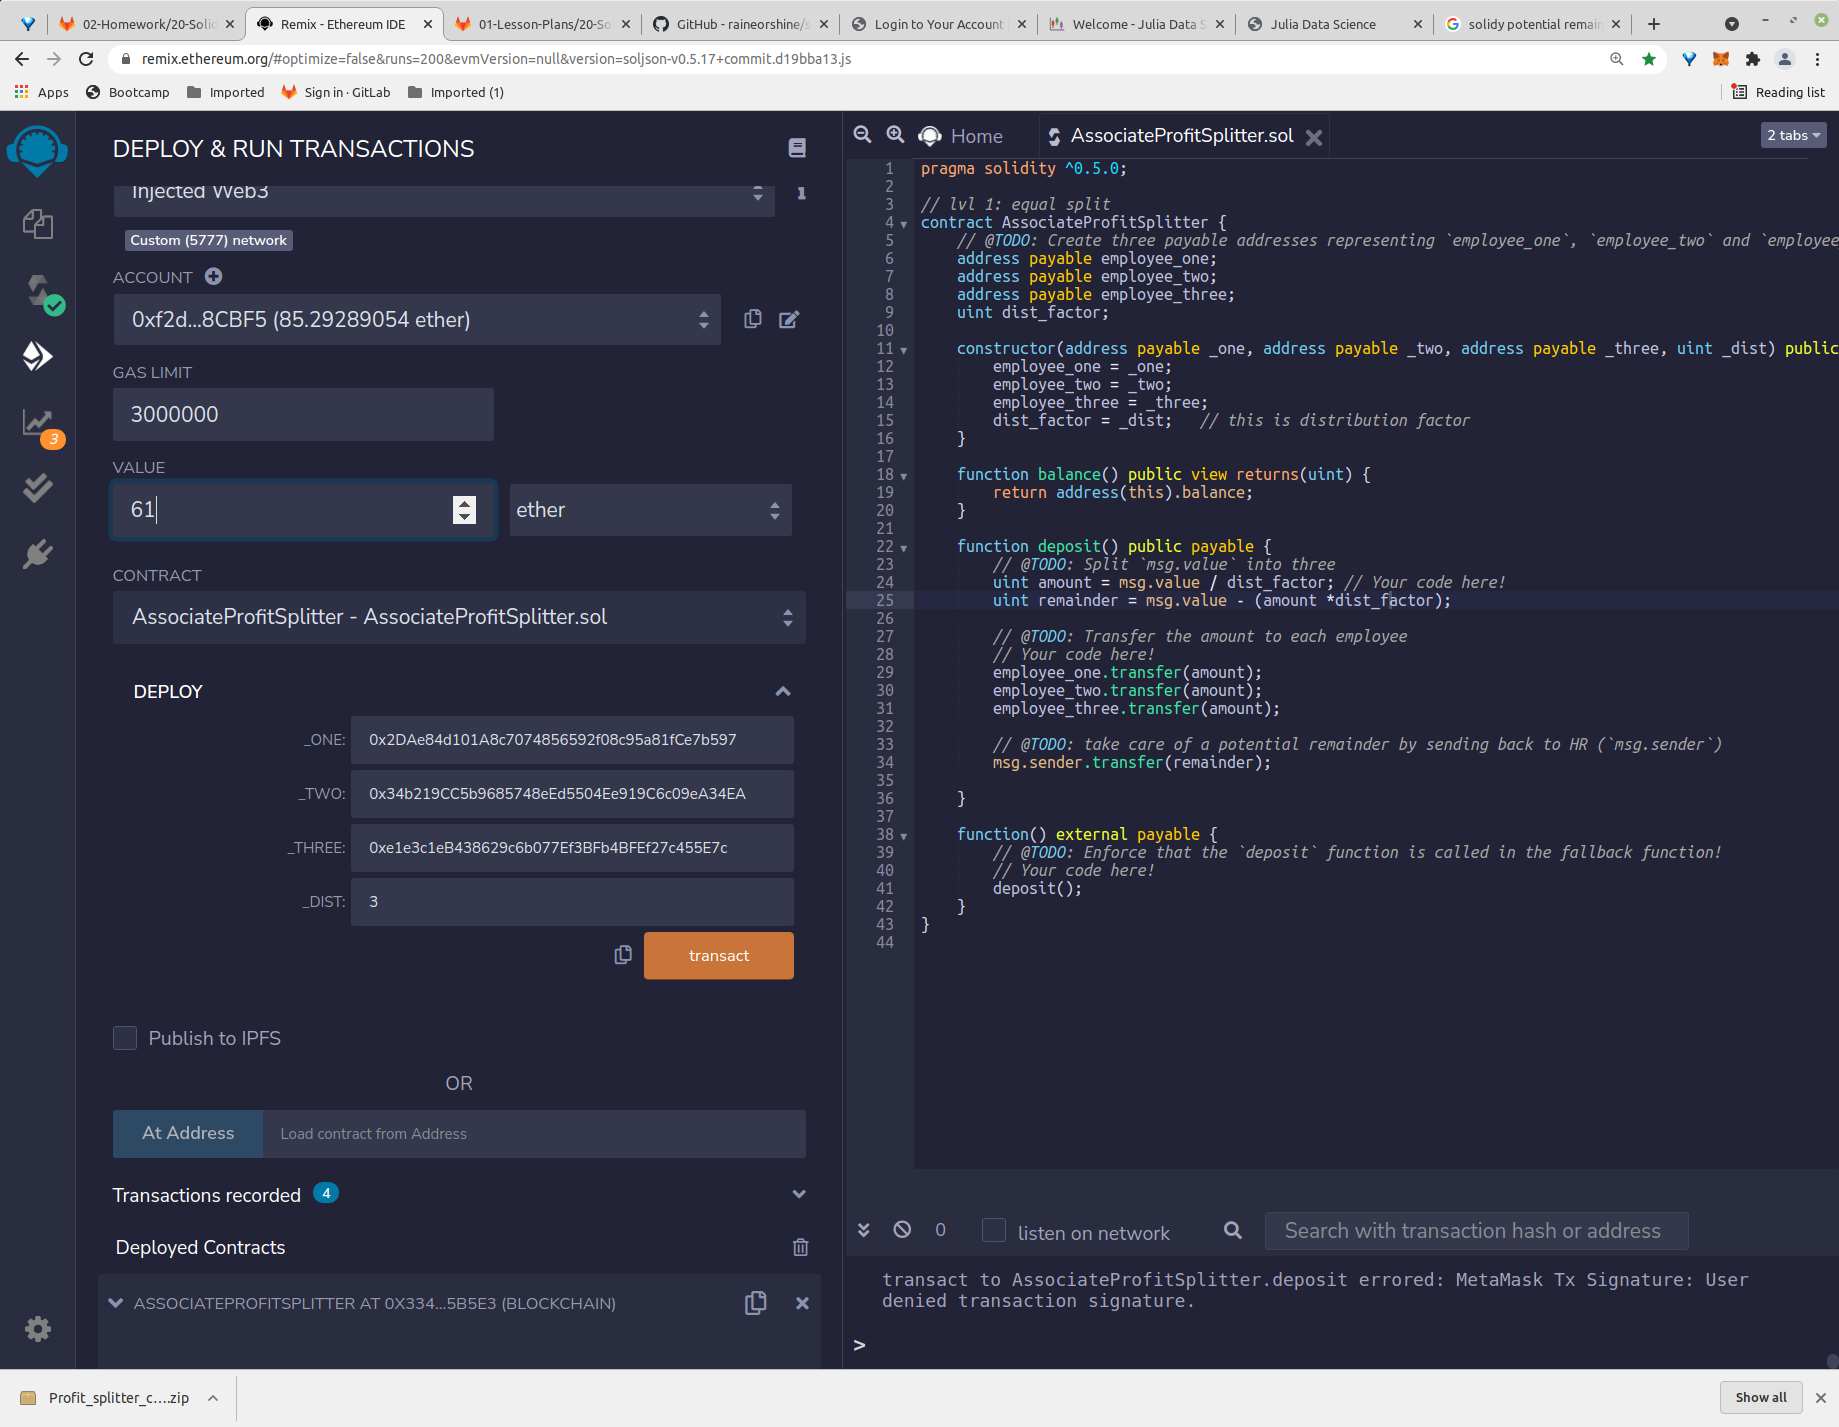 02-Homework/20-Solid
Remix - Ethereum IDE
01-Lesson-Plans/20-So
GitHub - raineorshine/s
Login to Your Account
Welcome - Julia Data S
Julia Data Science
solidy potential remain
remix.ethereum.org/#optimize=false&runs=200&evmVersion=null&version=soljson-v0.5.17+commit.d19bba13.js
Apps
Bootcamp
Imported
Sign in · GitLab
Imported (1)
Reading list
DEPLOY & RUN TRANSACTIONS
Injected Web3
Custom (5777) network
ACCOUNT
0xf2d...8CBF5 (85.29289054 ether)
GAS LIMIT
3000000
3
VALUE
61
ether
CONTRACT
AssociateProfitSplitter - AssociateProfitSplitter.sol
DEPLOY
_ONE: 0x2DAe84d101A8c7074856592f08c95a81fCe7b597
_TWO: 0x34b219CC5b9685748eEd5504Ee919C6c09eA34EA
_THREE: 0xe1e3c1eB438629c6b077Ef3BFb4BFEf27c455E7c
_DIST: 3
transact
Publish to IPFS
OR
At Address
Load contract from Address
Transactions recorded 4
Deployed Contracts
ASSOCIATEPROFITSPLITTER AT 0X334...5B5E3 (BLOCKCHAIN)
Home
AssociateProfitSplitter.sol
2 tabs
1 pragma solidity ^0.5.0;
2
3 // lvl 1: equal split
4 contract AssociateProfitSplitter {
5 // @TODO: Create three payable addresses representing `employee_one`, `employee_two` and `employee
6 address payable employee_one;
7 address payable employee_two;
8 address payable employee_three;
9 uint dist_factor;
10
11 constructor(address payable _one, address payable _two, address payable _three, uint _dist) public
12 employee_one = _one;
13 employee_two = _two;
14 employee_three = _three;
15 dist_factor = _dist; // this is distribution factor
16 }
17
18 function balance() public view returns(uint) {
19 return address(this).balance;
20 }
21
22 function deposit() public payable {
23 // @TODO: Split `msg.value` into three
24 uint amount = msg.value / dist_factor; // Your code here!
25 uint remainder = msg.value - (amount *dist_factor);
26
27 // @TODO: Transfer the amount to each employee
28 // Your code here!
29 employee_one.transfer(amount);
30 employee_two.transfer(amount);
31 employee_three.transfer(amount);
32
33 // @TODO: take care of a potential remainder by sending back to HR (`msg.sender`)
34 msg.sender.transfer(remainder);
35
36 }
37
38 function() external payable {
39 // @TODO: Enforce that the `deposit` function is called in the fallback function!
40 // Your code here!
41 deposit();
42 }
43 }
44
0
listen on network
Search with transaction hash or address
transact to AssociateProfitSplitter.deposit errored: MetaMask Tx Signature: User
denied transaction signature.
>
Profit_splitter_c....zip
Show all